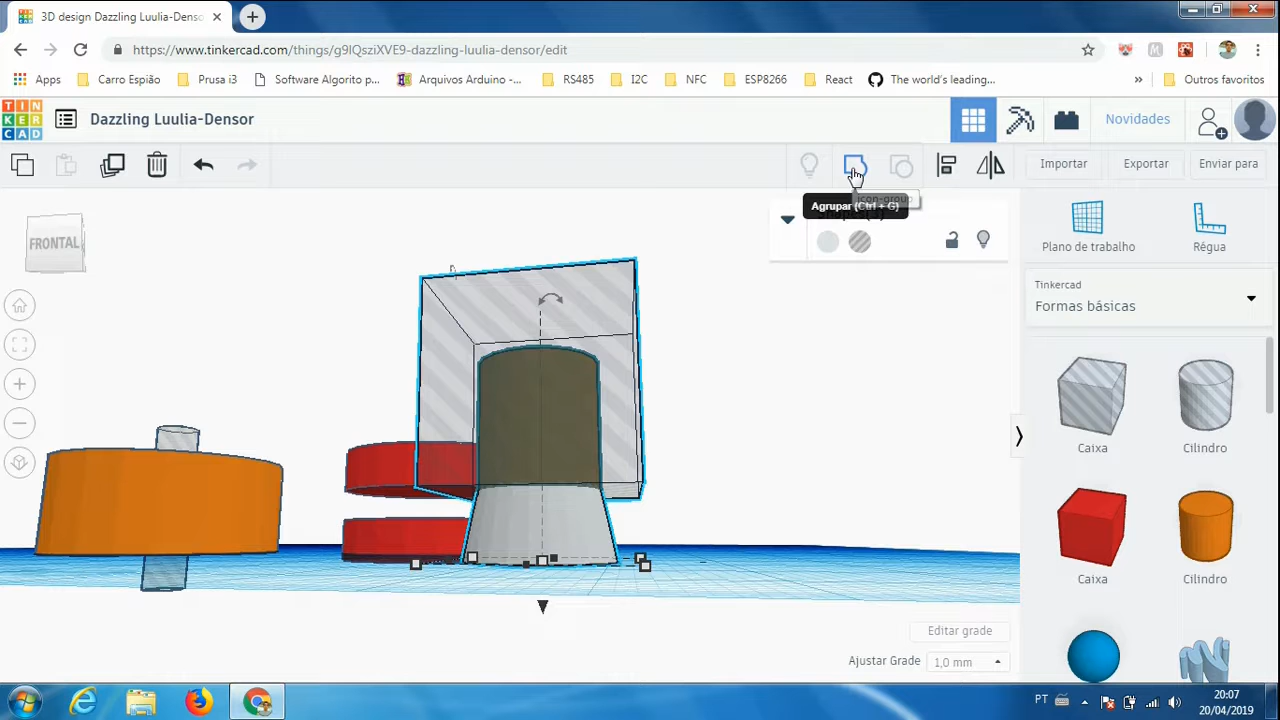 3D design Dazzling Luulia-Densor
https://www.tinkercad.com/things/g9lQsziXVE9-dazzling-luulia-densor/edit
Apps Carro Espião Prusa i3 Software Algorito p... Arquivos Arduino -... RS485 I2C NFC ESP8266 React The world's leading... » Outros favoritos
TIN
KER
CAD
Dazzling Luulia-Densor
Novidades
Importar Exportar Enviar para
Agrupar (Ctrl + G)
icon-group
FRONTAL
Plano de trabalho Régua
Tinkercad
Formas básicas
Caixa Cilindro
Caixa Cilindro
Editar grade
Ajustar Grade 1,0 mm
PT
20:07
20/04/2019